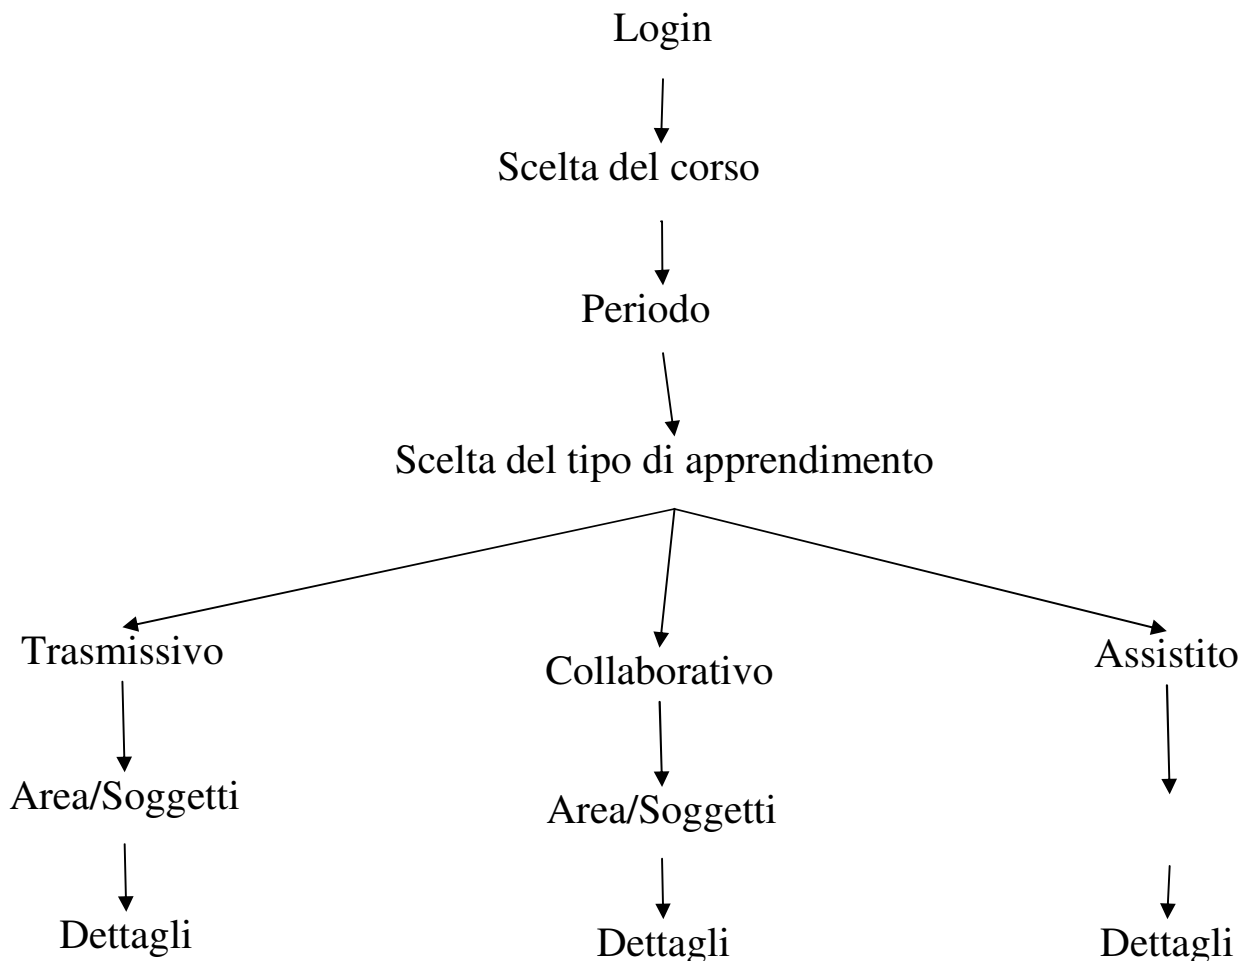 Login
Scelta del corso
Periodo
Scelta del tipo di apprendimento
Trasmissivo
Collaborativo
Assistito
Area/Soggetti
Area/Soggetti
Dettagli
Dettagli
Dettagli